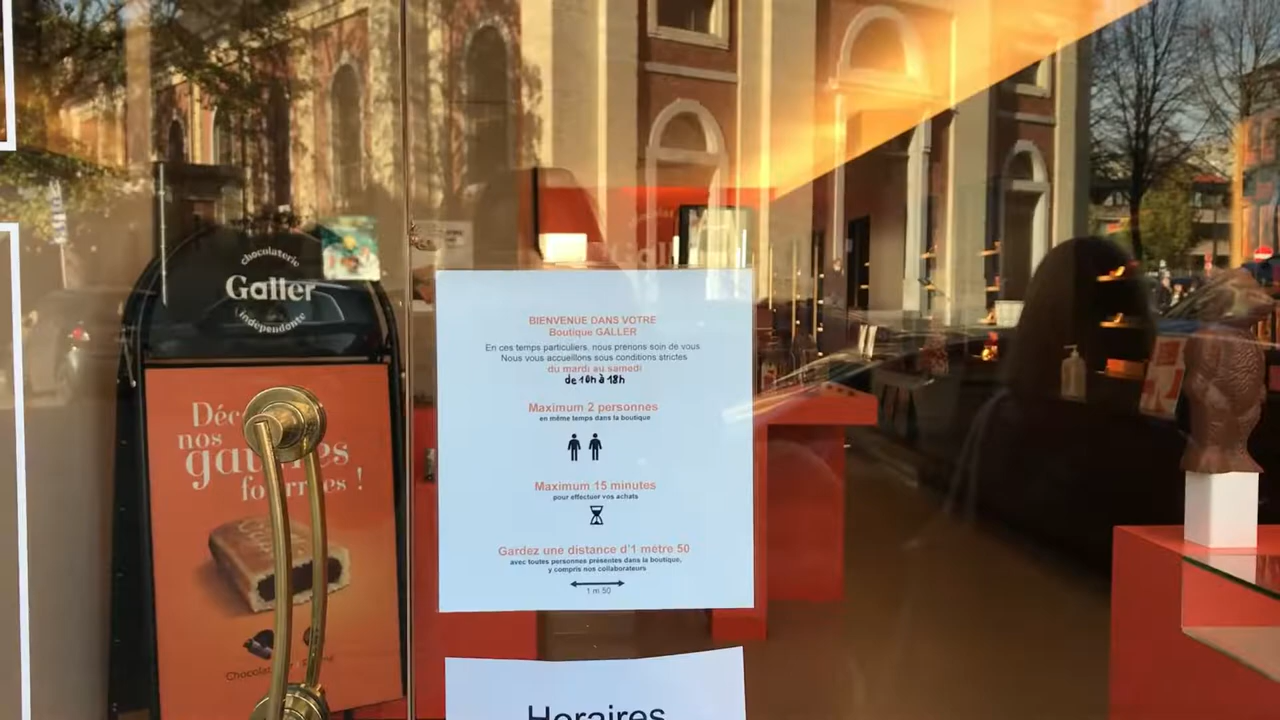 chocolaterie
Galler
indépendante
Déc
nos
gaufres
fourrées !
BIENVENUE DANS VOTRE
Boutique GALLER
En ces temps particuliers, nous prenons soin de vous
Nous vous accueillons sous conditions strictes
du mardi au samedi
de 10h à 18h
Maximum 2 personnes
en même temps dans la boutique
Maximum 15 minutes
pour effectuer vos achats
Gardez une distance d'1 mètre 50
avec toutes personnes présentes dans la boutique,
y compris nos collaborateurs
1 m 50
Horaires